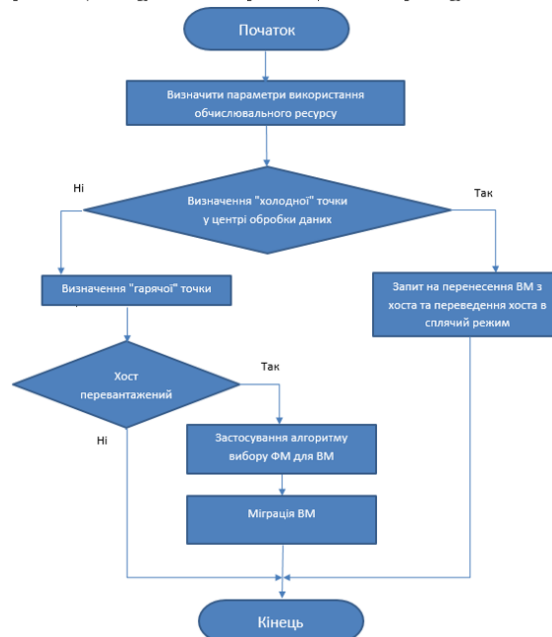 Початок
Визначити параметри використання
обчислювального ресурсу
Ні
Визначення "холодної" точки
у центрі обробки даних
Так
Визначення "гарячої" точки
Запит на перенесення ВМ з
хоста та переведення хоста в
сплячий режим
Хост
перевантажений
Так
Ні
Застосування алгоритму
вибору ФМ для ВМ
Міграція ВМ
Кінець